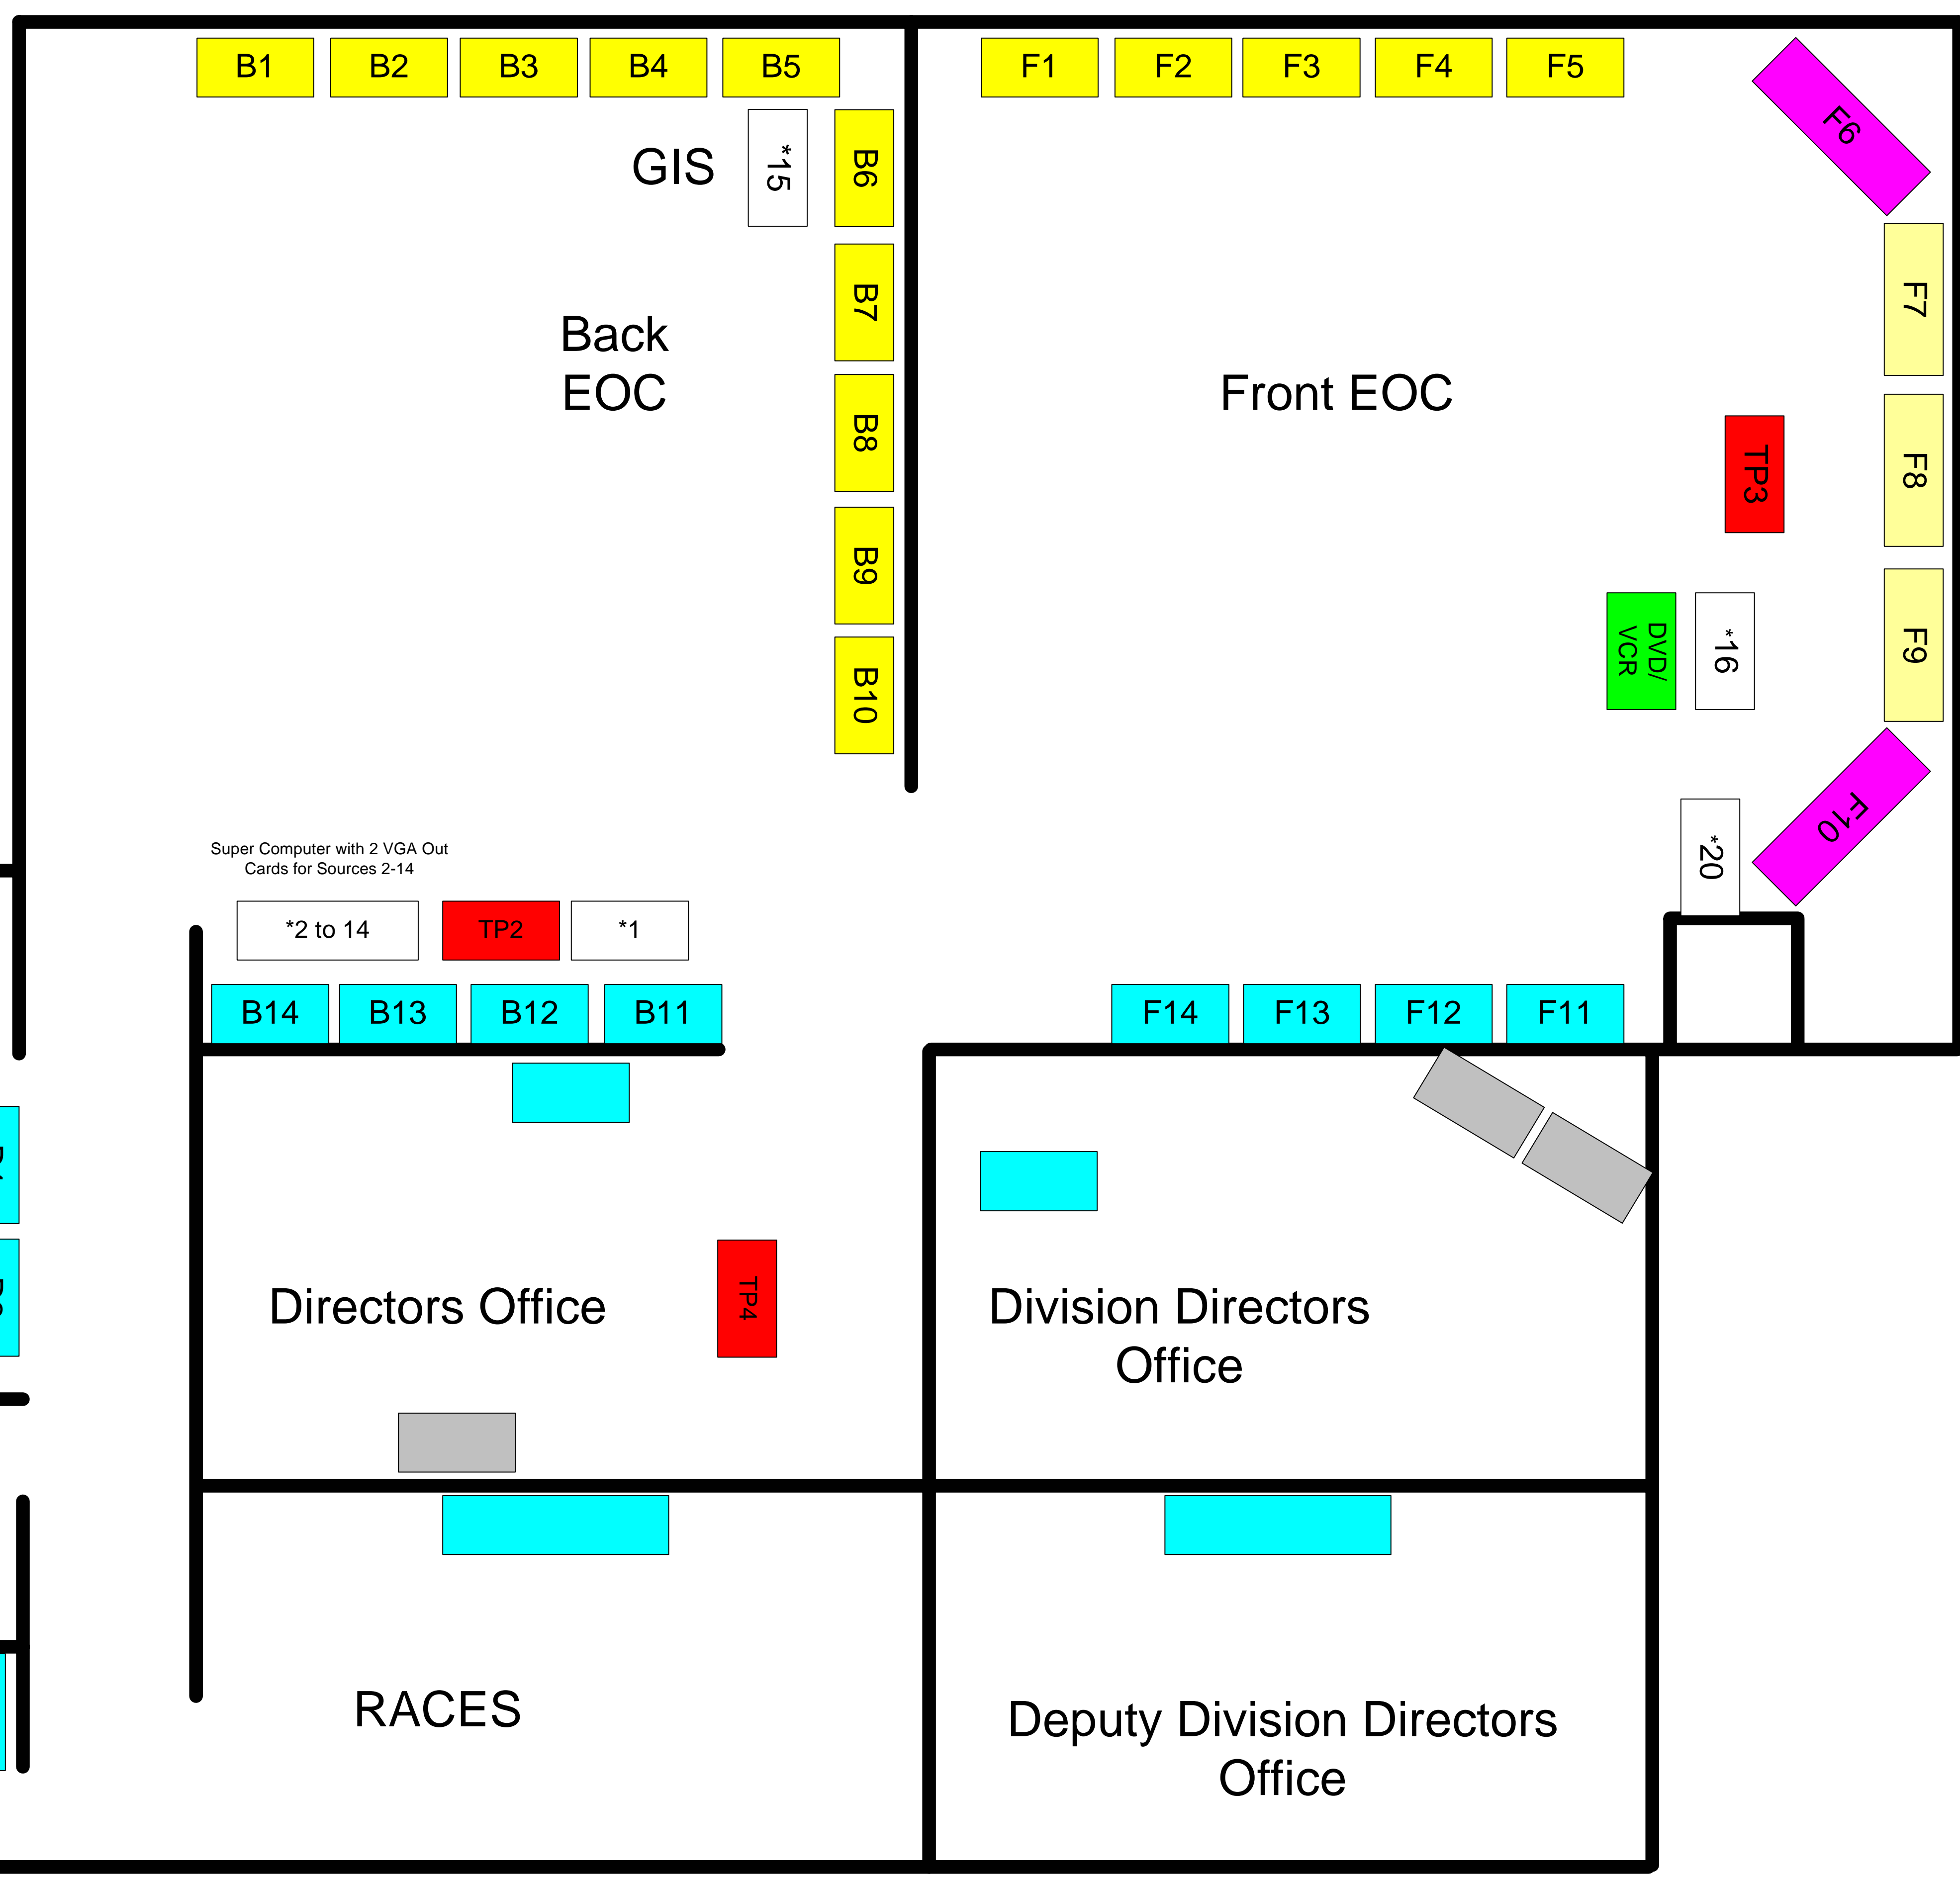 B1
B2
B3
B4
B5
F1
F2
F3
F4
F5
F6
GIS
*15
B6
B7
Back
EOC
B8
B9
B10
Front EOC
F7
F8
F9
TP3
DVD/
VCR
*16
F10
*20
Super Computer with 2 VGA Out
Cards for Sources 2-14
*2 to 14
TP2
*1
B14
B13
B12
B11
F14
F13
F12
F11
Directors Office
TP4
Division Directors
Office
RACES
Deputy Division Directors
Office